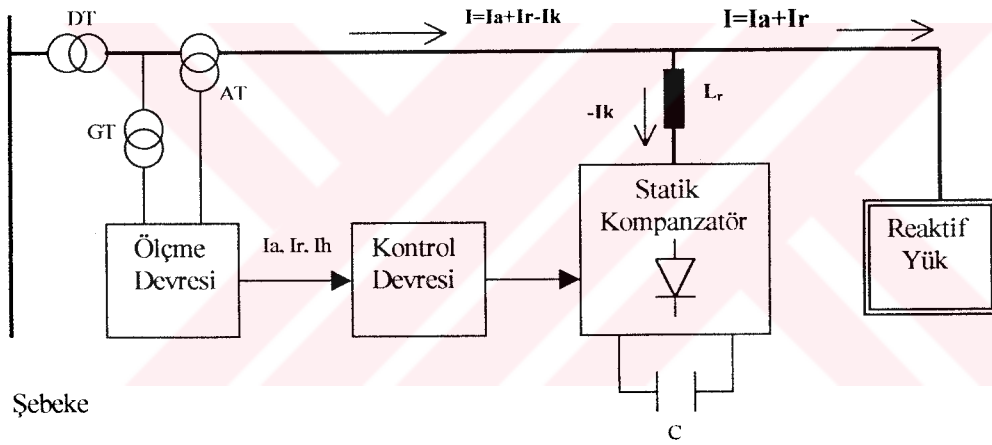 DT
I=Ia+Ir-Ik
I=Ia+Ir
AT
GT
-Ik
Lr
Statik
Kompanzatör
Ölçme
Devresi
Ia, Ir, Ih
Kontrol
Devresi
Reaktif
Yük
Şebeke
C